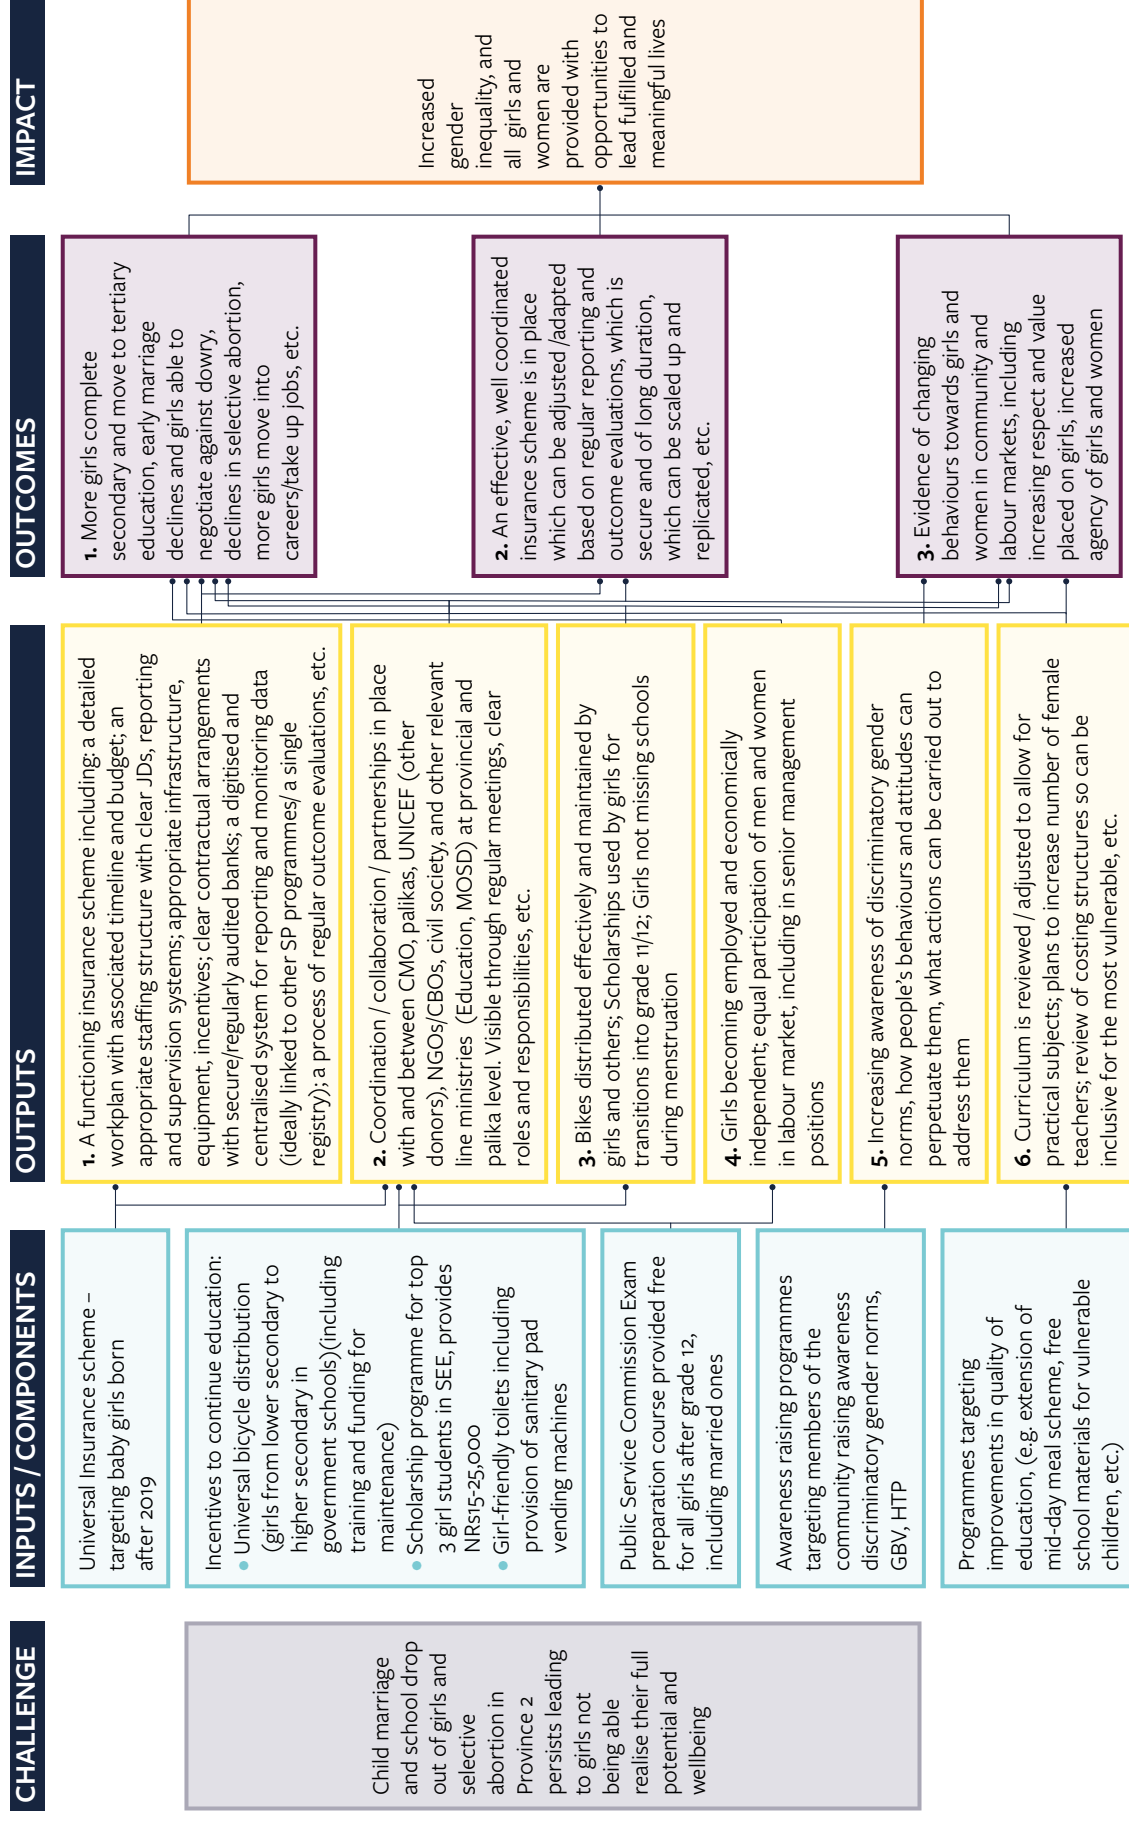 CHALLENGE
Child marriage
and school drop
out of girls and
selective
abortion in
Province 2
persists leading
to girls not
being able
realise their full
potential and
wellbeing
INPUTS / COMPONENTS
Universal Insurance scheme –
targeting baby girls born
after 2019
Incentives to continue education:
• Universal bicycle distribution
(girls from lower secondary to
higher secondary in
government schools)(including
training and funding for
maintenance)
• Scholarship programme for top
3 girl students in SEE, provides
NRs15-25,000
• Girl-friendly toilets including
provision of sanitary pad
vending machines
Public Service Commission Exam
preparation course provided free
for all girls after grade 12,
including married ones
Awareness raising programmes
targeting members of the
community raising awareness
discriminatory gender norms,
GBV, HTP
Programmes targeting
improvements in quality of
education, (e.g. extension of
mid-day meal scheme, free
school materials for vulnerable
children, etc.)
OUTPUTS
1. A functioning insurance scheme including: a detailed
workplan with associated timeline and budget; an
appropriate staffing structure with clear JDs, reporting
and supervision systems; appropriate infrastructure,
equipment, incentives; clear contractual arrangements
with secure/regularly audited banks; a digitised and
centralised system for reporting and monitoring data
(ideally linked to other SP programmes/ a single
registry); a process of regular outcome evaluations, etc.
2. Coordination / collaboration / partnerships in place
with and between CMO, palikas, UNICEF (other
donors), NGOs/CBOs, civil society, and other relevant
line ministries (Education, MOSD) at provincial and
palika level. Visible through regular meetings, clear
roles and responsibilities, etc.
3. Bikes distributed effectively and maintained by
girls and others; Scholarships used by girls for
transitions into grade 11/12; Girls not missing schools
during menstruation
4. Girls becoming employed and economically
independent; equal participation of men and women
in labour market, including in senior management
positions
5. Increasing awareness of discriminatory gender
norms, how people's behaviours and attitudes can
perpetuate them, what actions can be carried out to
address them
6. Curriculum is reviewed / adjusted to allow for
practical subjects; plans to increase number of female
teachers; review of costing structures so can be
inclusive for the most vulnerable, etc.
OUTCOMES
1. More girls complete
secondary and move to tertiary
education, early marriage
declines and girls able to
negotiate against dowry,
declines in selective abortion,
more girls move into
careers/take up jobs, etc.
2. An effective, well coordinated
insurance scheme is in place
which can be adjusted /adapted
based on regular reporting and
outcome evaluations, which is
secure and of long duration,
which can be scaled up and
replicated, etc.
3. Evidence of changing
behaviours towards girls and
women in community and
labour markets, including
increasing respect and value
placed on girls, increased
agency of girls and women
IMPACT
Increased
gender
inequality, and
all girls and
women are
provided with
opportunities to
lead fulfilled and
meaningful lives